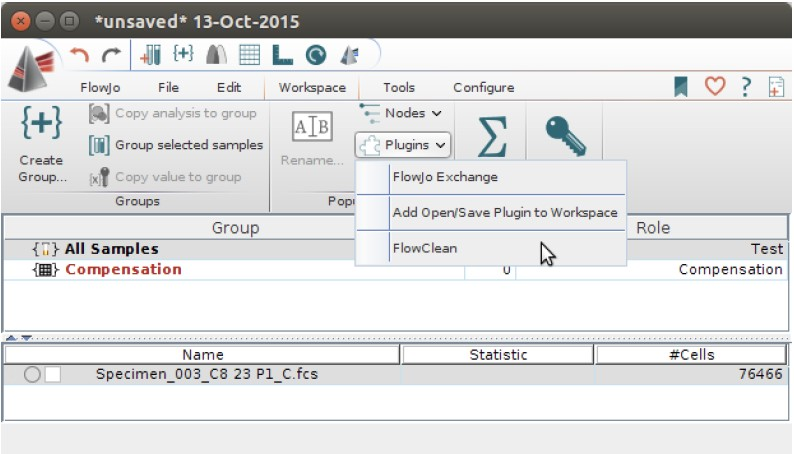 *unsaved* 13-Oct-2015
FlowJo File Edit Workspace Tools Configure
Create Group...
Copy analysis to group
Group selected samples
Copy value to group
Groups
Rename...
Nodes
Plugins
FlowJo Exchange
Add Open/Save Plugin to Workspace
FlowClean
Group Role
All Samples Test
Compensation 0 Compensation
Name Statistic #Cells
Specimen_003_C8 23 P1_C.fcs 76466